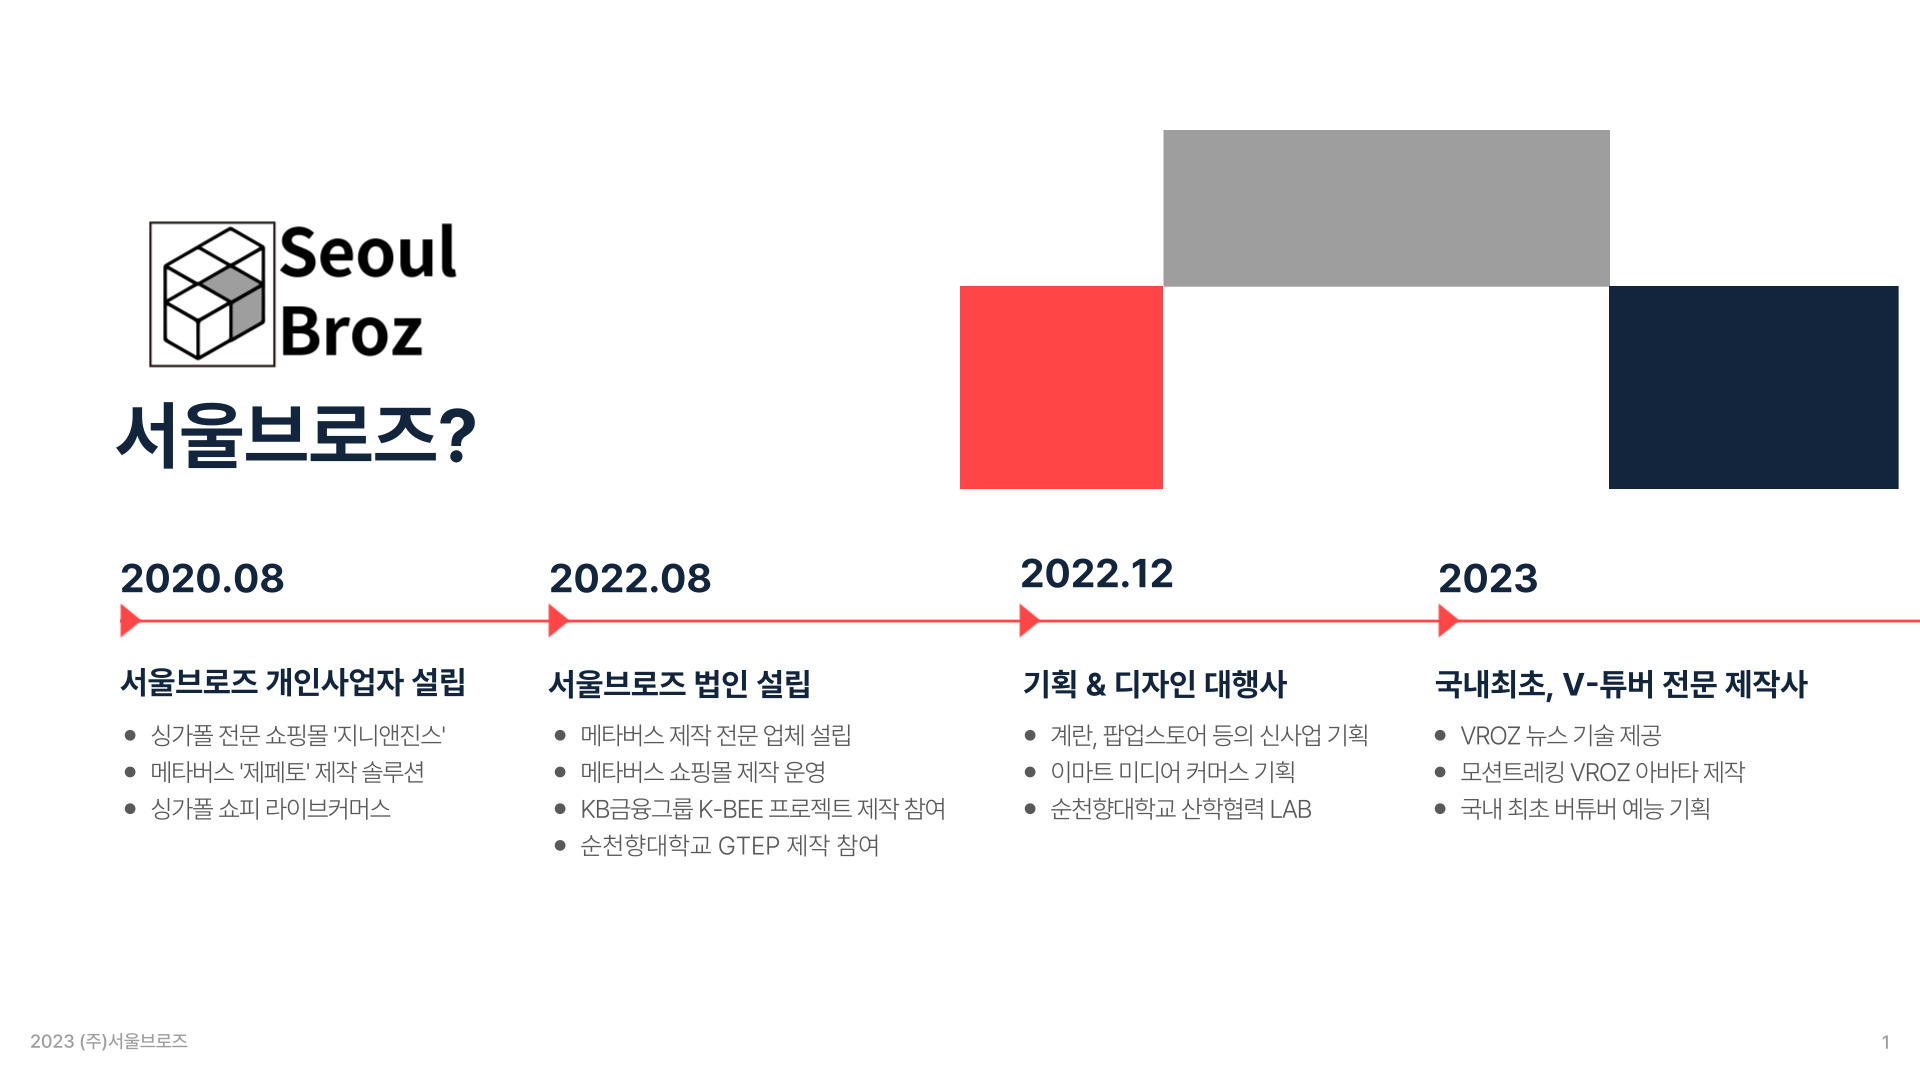 Seoul
Broz
서울브로즈?
2020.08
서울브로즈 개인사업자 설립
싱가폴 전문 쇼핑몰 '지니앤진스'
메타버스 '제페토' 제작 솔루션
싱가폴 쇼피 라이브커머스
2022.08
서울브로즈 법인 설립
메타버스 제작 전문 업체 설립
메타버스 쇼핑몰 제작 운영
KB금융그룹 K-BEE 프로젝트 제작 참여
순천향대학교 GTEP 제작 참여
2022.12
기획 & 디자인 대행사
계란, 팝업스토어 등의 신사업 기획
이마트 미디어 커머스 기획
순천향대학교 산학협력 LAB
2023
국내최초, V-튜버 전문 제작사
VROZ 뉴스 기술 제공
모션트레킹 VROZ 아바타 제작
국내 최초 버튜버 예능 기획
2023 (주)서울브로즈
1